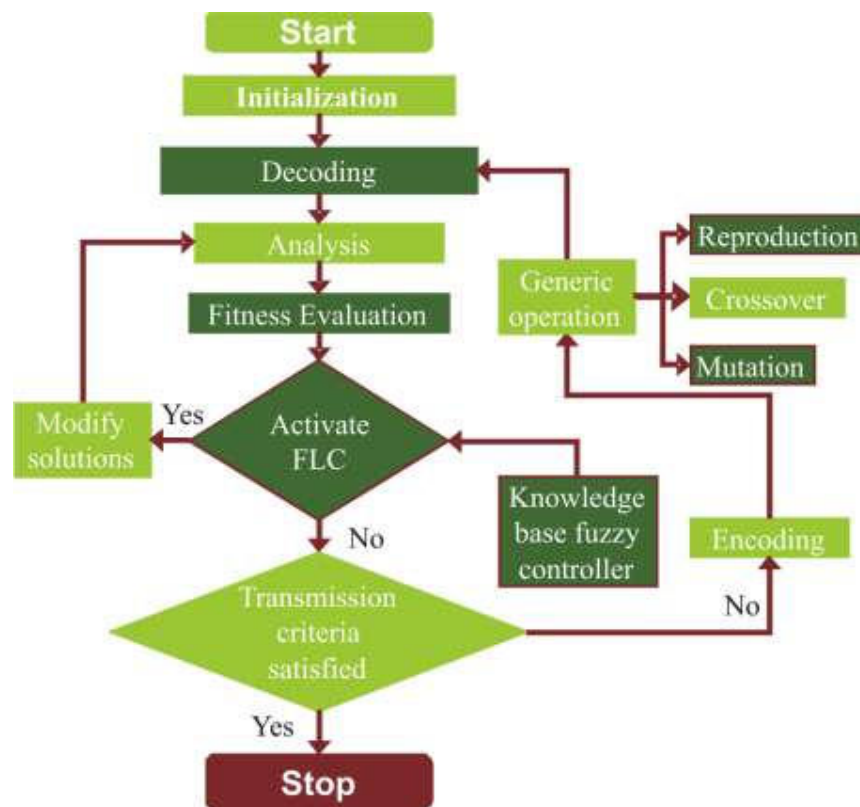 Start
Initialization
Decoding
Analysis
Fitness Evaluation
Activate
FLC
Yes
Modify
solutions
No
Knowledge
base fuzzy
controller
Transmission
criteria
satisfied
Yes
Stop
No
Encoding
Generic
operation
Reproduction
Crossover
Mutation